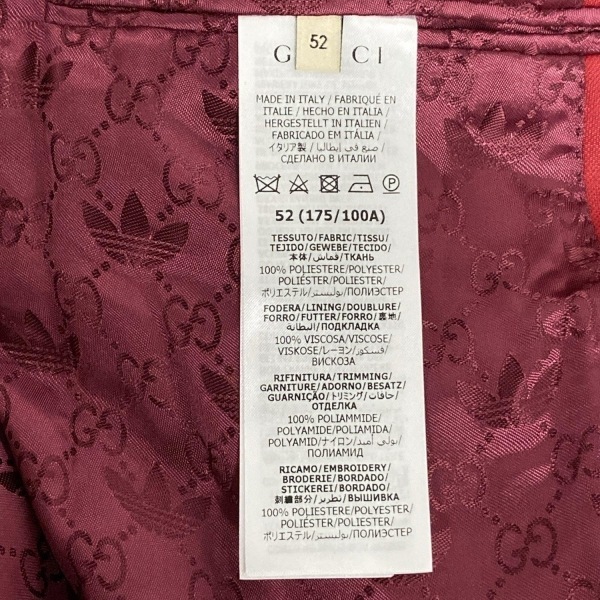 52
G CI
MADE IN ITALY / FABRIQUÉ EN
ITALIE / HECHO EN ITALIA /
HERGESTELLT IN ITALIEN /
FABRICADO EM ITÁLIA /
イタリア製 / صنع في إيطاليا /
СДЕЛАНО В ИТАЛИИ
P
52 (175/100A)
TESSUTO/FABRIC/TISSU/
TEJIDO/GEWEBE/TECIDO/
本体/قماش/ТКАНЬ
100% POLIESTERE/POLYESTER/
POLIÉSTER/POLIESTER/
ポリエステル/بوليستر/ПОЛИЭСТЕР
FODERA/LINING/DOUBLURE/
FORRO/FUTTER/FORRO/裏地/
البطانة/ПОДКЛАДКА
100% VISCOSA/VISCOSE/
VISKOSE/レーヨン/فسكوز/
ВИСКОЗА
RIFINITURA/TRIMMING/
GARNITURE/ADORNO/BESATZ/
GUARNIÇÃO/トリミング/حافات/
ОТДЕЛКА
100% POLIAMMIDE/
POLYAMIDE/POLIAMIDA/
POLYAMID/ナイロン/بولي أميد/
ПОЛИАМИД
RICAMO/EMBROIDERY/
BRODERIE/BORDADO/
STICKEREI/BORDADO/
刺繍部分/تطريز/ВЫШИВКА
100% POLIESTERE/POLYESTER/
POLIÉSTER/POLIESTER/
ポリエステル/بوليستر/ПОЛИЭСТЕР